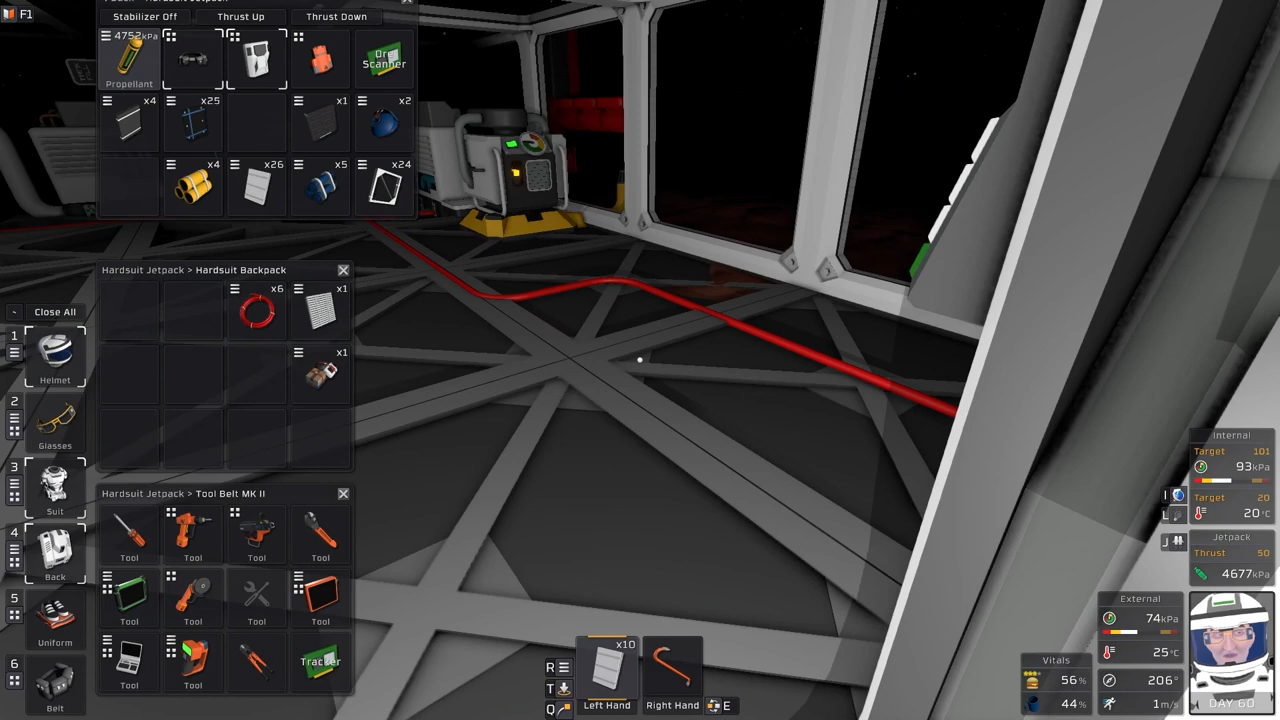 F1
Stabilizer Off
Thrust Up
Thrust Down
4752kPa
Propellant
Ore Scanner
x4
x25
x1
x2
x4
x26
x5
x24
Hardsuit Jetpack > Hardsuit Backpack
x6
x1
x1
- Close All
1
Helmet
2
Glasses
3
Suit
4
Back
5
Uniform
6
Belt
Hardsuit Jetpack > Tool Belt MK II
Tool
Tool
Tool
Tool
Tool
Tool
Tool
Tool
Tool
Tool
Tracker
R
T
Q
x10
Left Hand
Right Hand
E
Internal
Target 101
93kPa
Target 20
20°C
I
L
J
Jetpack
Thrust 50
4677kPa
External
74kPa
25°C
206°
1m/s
Vitals
56%
44%
DAY 60